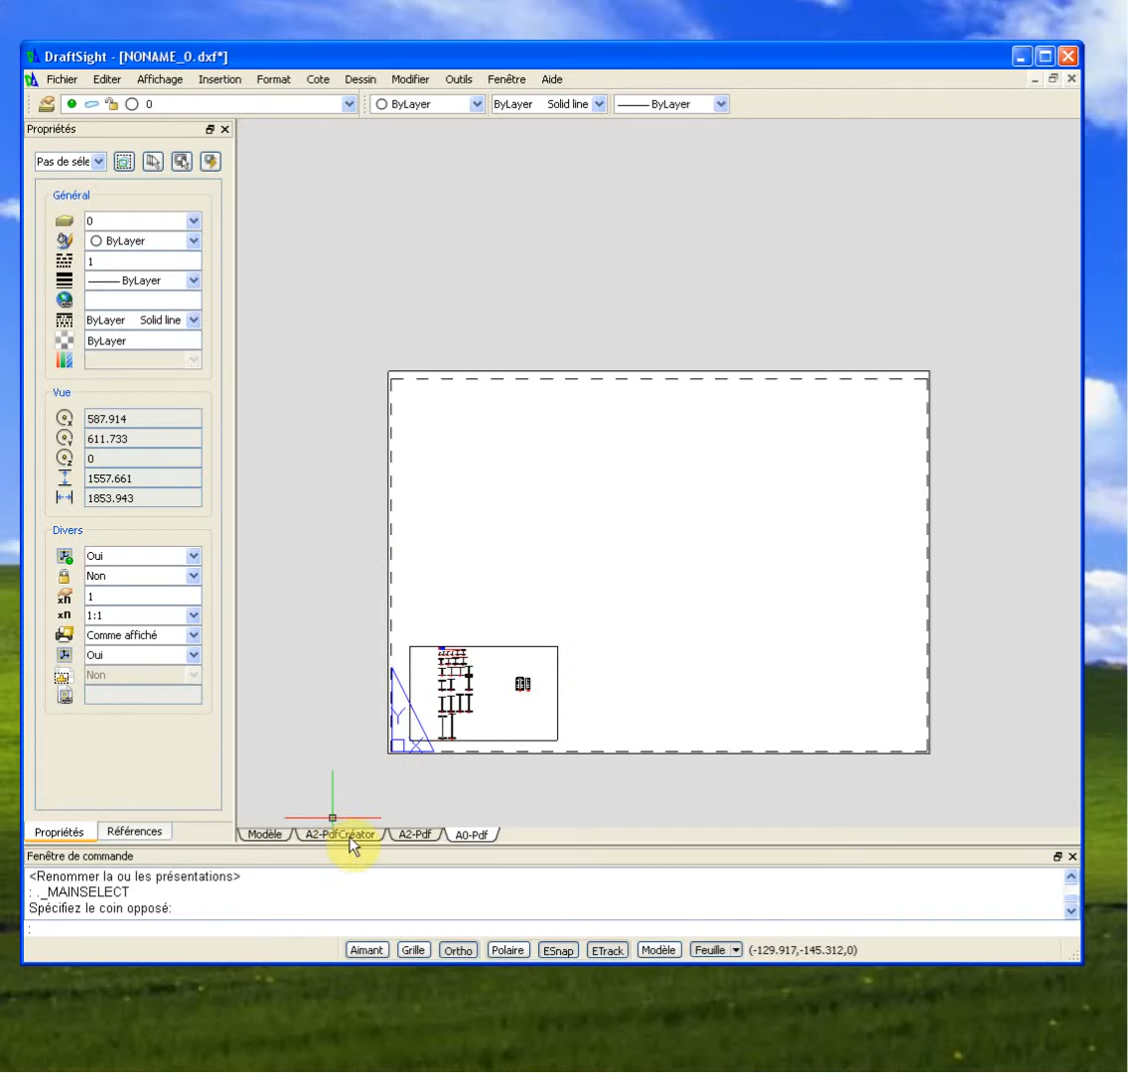 DraftSight - [NONAME_0.dxf*]
Fichier Editer Affichage Insertion Format Cote Dessin Modifier Outils Fenêtre Aide
0 ByLayer ByLayer Solid line ByLayer
Propriétés
Pas de séle
Général
0
ByLayer
1
ByLayer
ByLayer Solid line
ByLayer
Vue
587.914
611.733
0
1557.661
1853.943
Divers
Oui
Non
1
1:1
Comme affiché
Oui
Non
Y
X
Propriétés Références
Modèle A2-PdfCréator A2-Pdf A0-Pdf
Fenêtre de commande
<Renommer la ou les présentations>
: ._MAINSELECT
Spécifiez le coin opposé:
:
Aimant Grille Ortho Polaire ESnap ETrack Modèle Feuille (-129.917,-145.312,0)